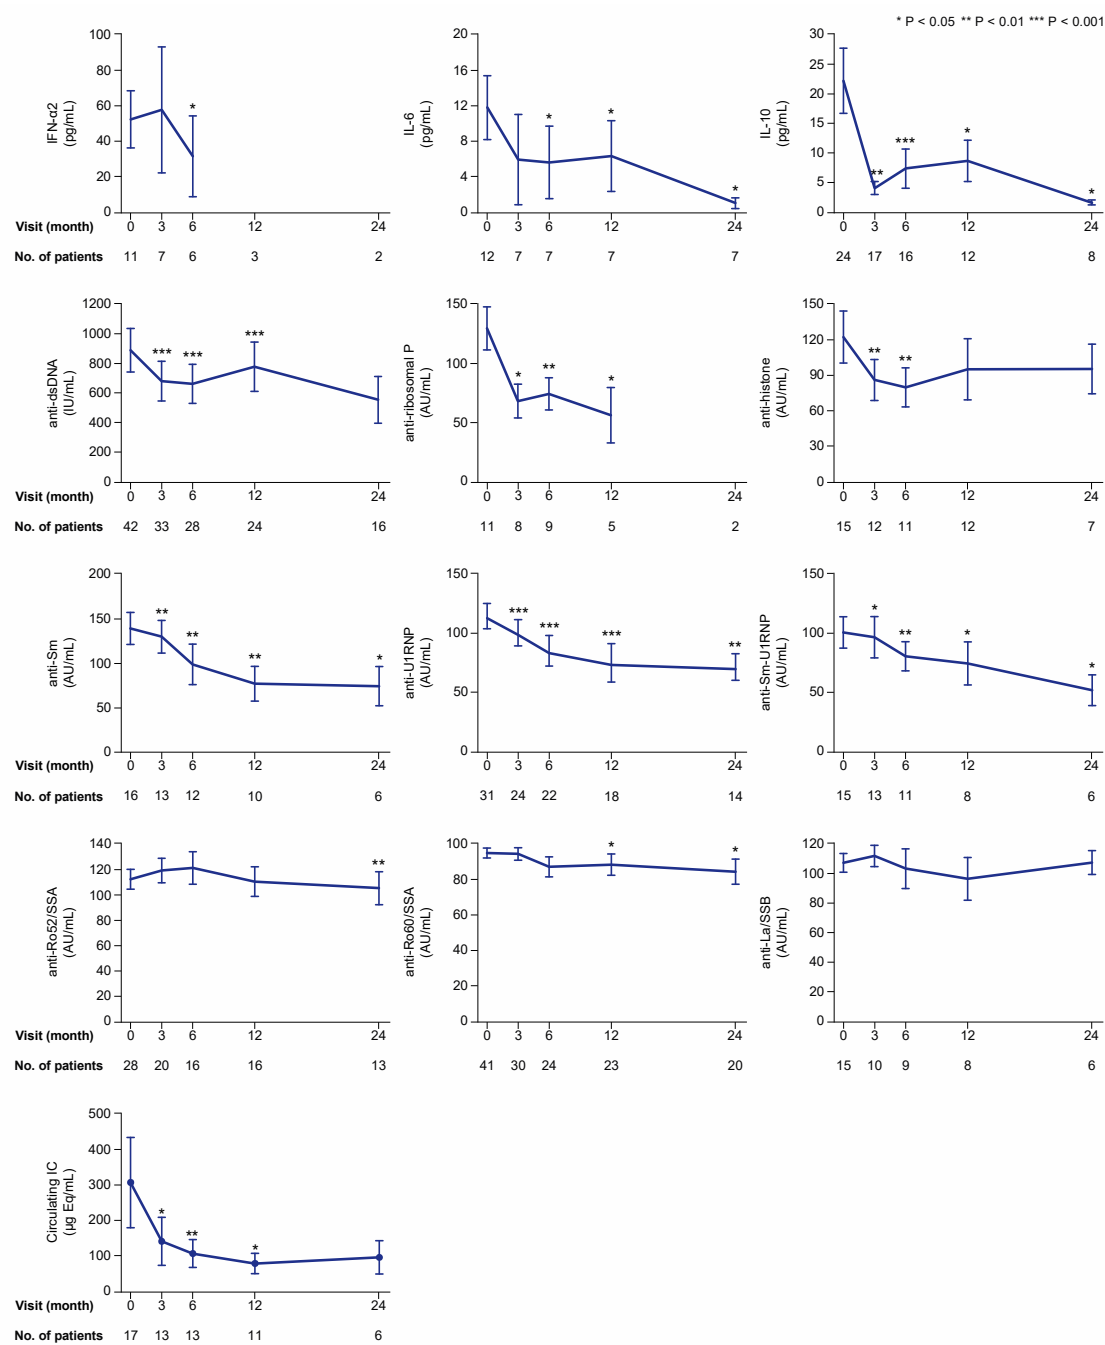 * P < 0.05 ** P < 0.01 *** P < 0.001
IFN-α2
(pg/mL)
100
80
60
40
20
0
*
IL-6
(pg/mL)
20
16
12
8
4
0
* * *
IL-10
(pg/mL)
30
25
20
15
10
5
0
** *** * *
Visit (month) 0 3 6 12 24 0 3 6 12 24 0 3 6 12 24
No. of patients 11 7 6 3 2 12 7 7 7 7 24 17 16 12 8
anti-dsDNA
(IU/mL)
1200
1000
800
600
400
200
0
*** *** ***
anti-ribosomal P
(AU/mL)
150
100
50
0
* ** *
anti-histone
(AU/mL)
150
120
90
60
30
0
** **
Visit (month) 0 3 6 12 24 0 3 6 12 24 0 3 6 12 24
No. of patients 42 33 28 24 16 11 8 9 5 2 15 12 11 12 7
anti-Sm
(AU/mL)
200
150
100
50
0
** ** ** *
anti-U1RNP
(AU/mL)
150
100
50
0
*** *** *** **
anti-Sm-U1RNP
(AU/mL)
150
100
50
0
* ** * *
Visit (month) 0 3 6 12 24 0 3 6 12 24 0 3 6 12 24
No. of patients 16 13 12 10 6 31 24 22 18 14 15 13 11 8 6
anti-Ro52/SSA
(AU/mL)
140
120
100
80
60
40
20
0
**
anti-Ro60/SSA
(AU/mL)
100
80
60
40
20
0
* *
anti-La/SSB
(AU/mL)
120
100
80
60
40
20
0
Visit (month) 0 3 6 12 24 0 3 6 12 24 0 3 6 12 24
No. of patients 28 20 16 16 13 41 30 24 23 20 15 10 9 8 6
Circulating IC
(µg Eq/mL)
500
400
300
200
100
0
* ** *
Visit (month) 0 3 6 12 24
No. of patients 17 13 13 11 6